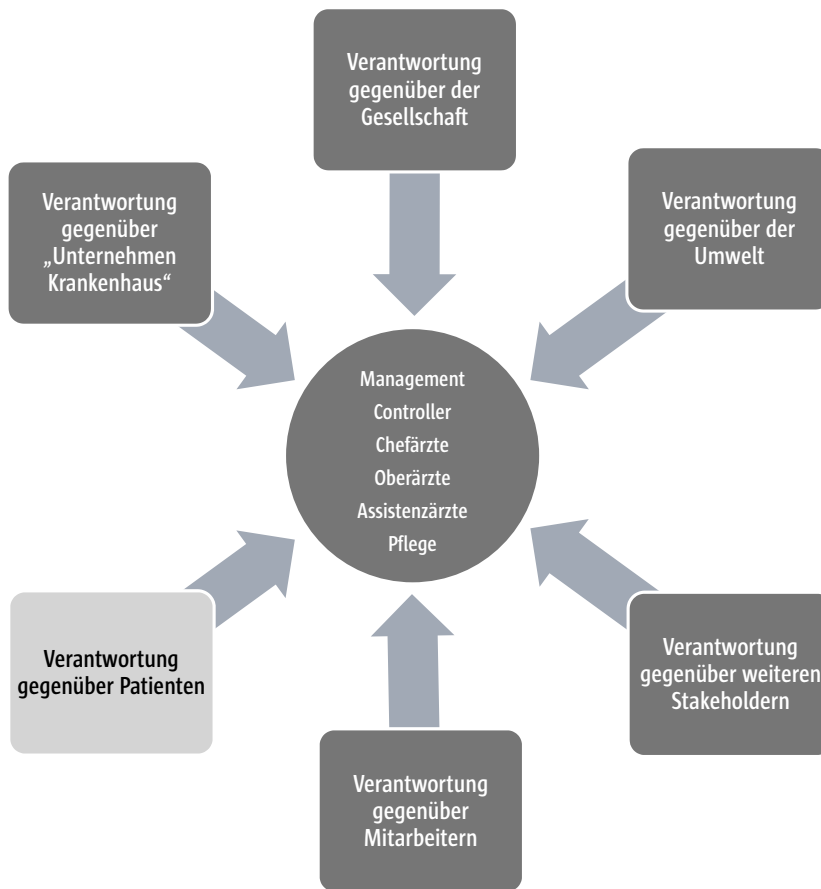 Verantwortung
gegenüber der
Gesellschaft
Verantwortung
gegenüber
„Unternehmen
Krankenhaus“
Verantwortung
gegenüber der
Umwelt
Management
Controller
Chefärzte
Oberärzte
Assistenzärzte
Pflege
Verantwortung
gegenüber Patienten
Verantwortung
gegenüber weiteren
Stakeholdern
Verantwortung
gegenüber
Mitarbeitern